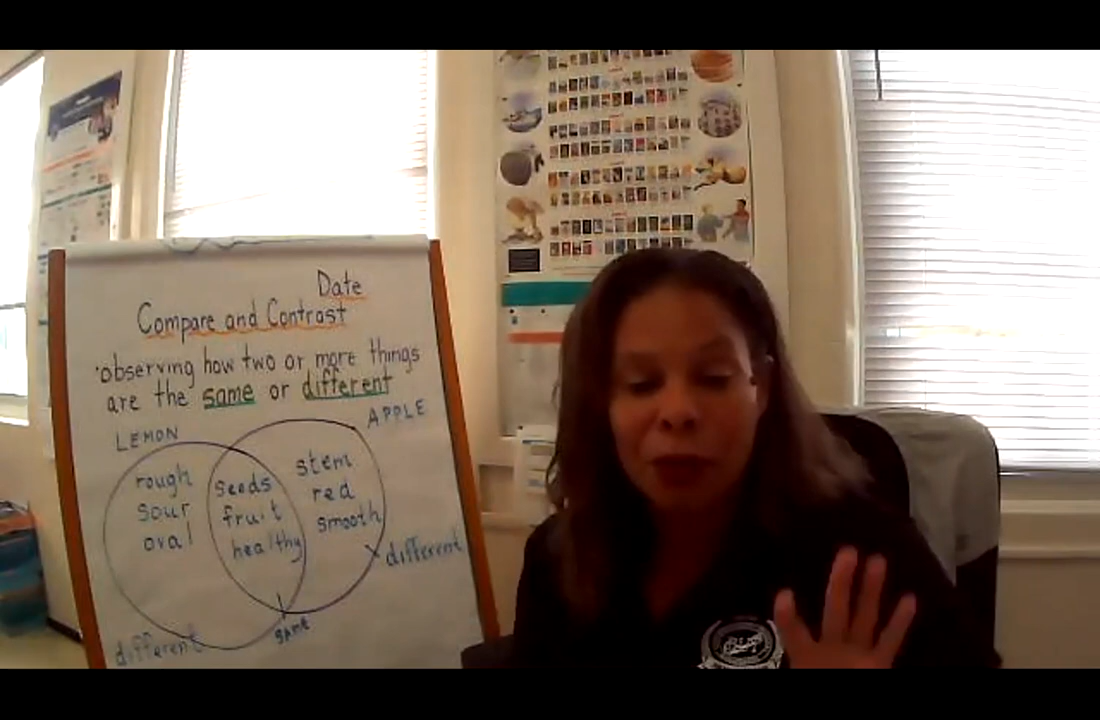 Date
Compare and Contrast
·observing how two or more things
are the same or different
LEMON
APPLE
rough
sour
oval
seeds
fruit
healthy
stem
red
smooth
different
same
different